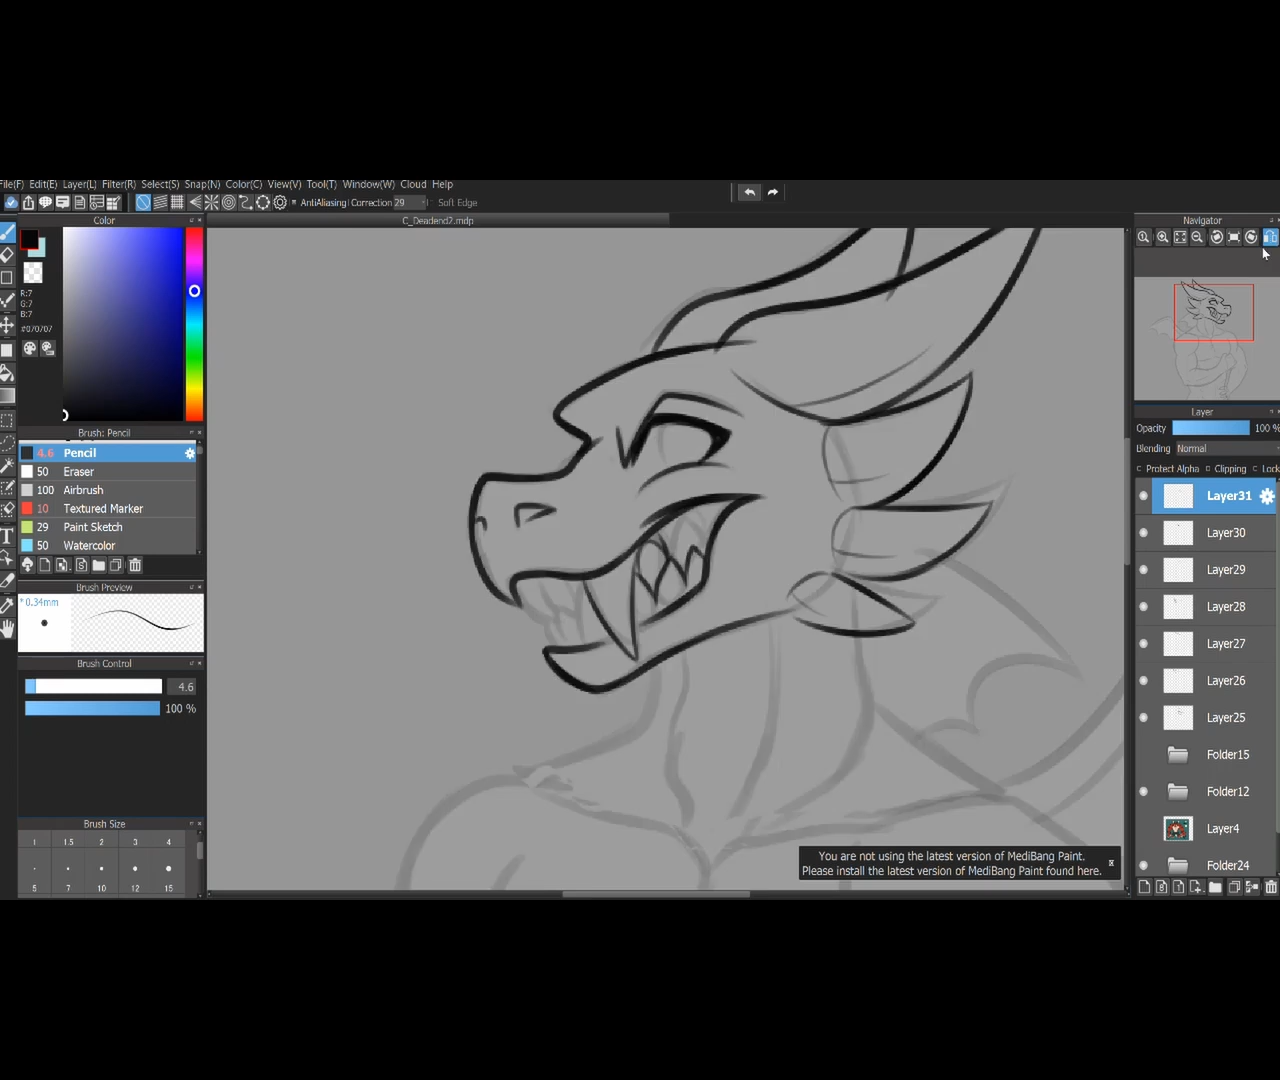 File(F) Edit(E) Layer(L) Filter(R) Select(S) Snap(N) Color(C) View(V) Tool(T) Window(W) Cloud Help
AntiAliasing Correction 29 Soft Edge
Color
C_Deadend2.mdp
Navigator
R:7
G:7
B:7
#070707
Brush: Pencil
4.6 Pencil
50 Eraser
100 Airbrush
10 Textured Marker
29 Paint Sketch
50 Watercolor
Brush Preview
* 0.34mm
Brush Control
4.6
100 %
Brush Size
1 1.5 2 3 4
5 7 10 12 15
Layer
Opacity 100 %
Blending Normal
Protect Alpha Clipping Lock
Layer31
Layer30
Layer29
Layer28
Layer27
Layer26
Layer25
Folder15
Folder12
Layer4
Folder24
You are not using the latest version of MediBang Paint.
Please install the latest version of MediBang Paint found here.
x